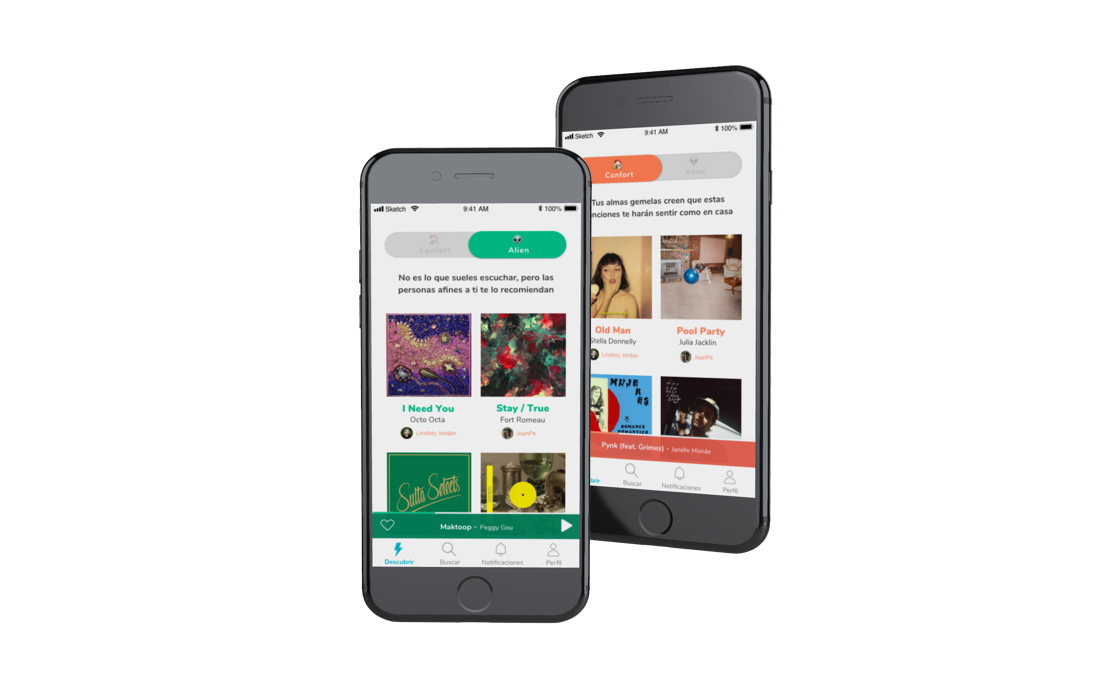 Sketch 9:41 AM 100%
Confort Alien
No es lo que sueles escuchar, pero las
personas afines a ti te lo recomiendan
I Need You Stay / True
Octo Octa Fort Romeau
Lindsey Jordan JoanPe
Sulta Selects
Maktoop – Peggy Gou
Descubrir Buscar Notificaciones Perfil
Sketch 9:41 AM 100%
Confort Alien
Tus almas gemelas creen que estas
nciones te harán sentir como en casa
Old Man Pool Party
Stella Donnelly Julia Jacklin
Lindsey Jordan JoanPe
MUJERES
ROMANCE
ROMÁNTICO
Pynk (feat. Grimes) – Janelle Monáe
brir Buscar Notificaciones Perfil